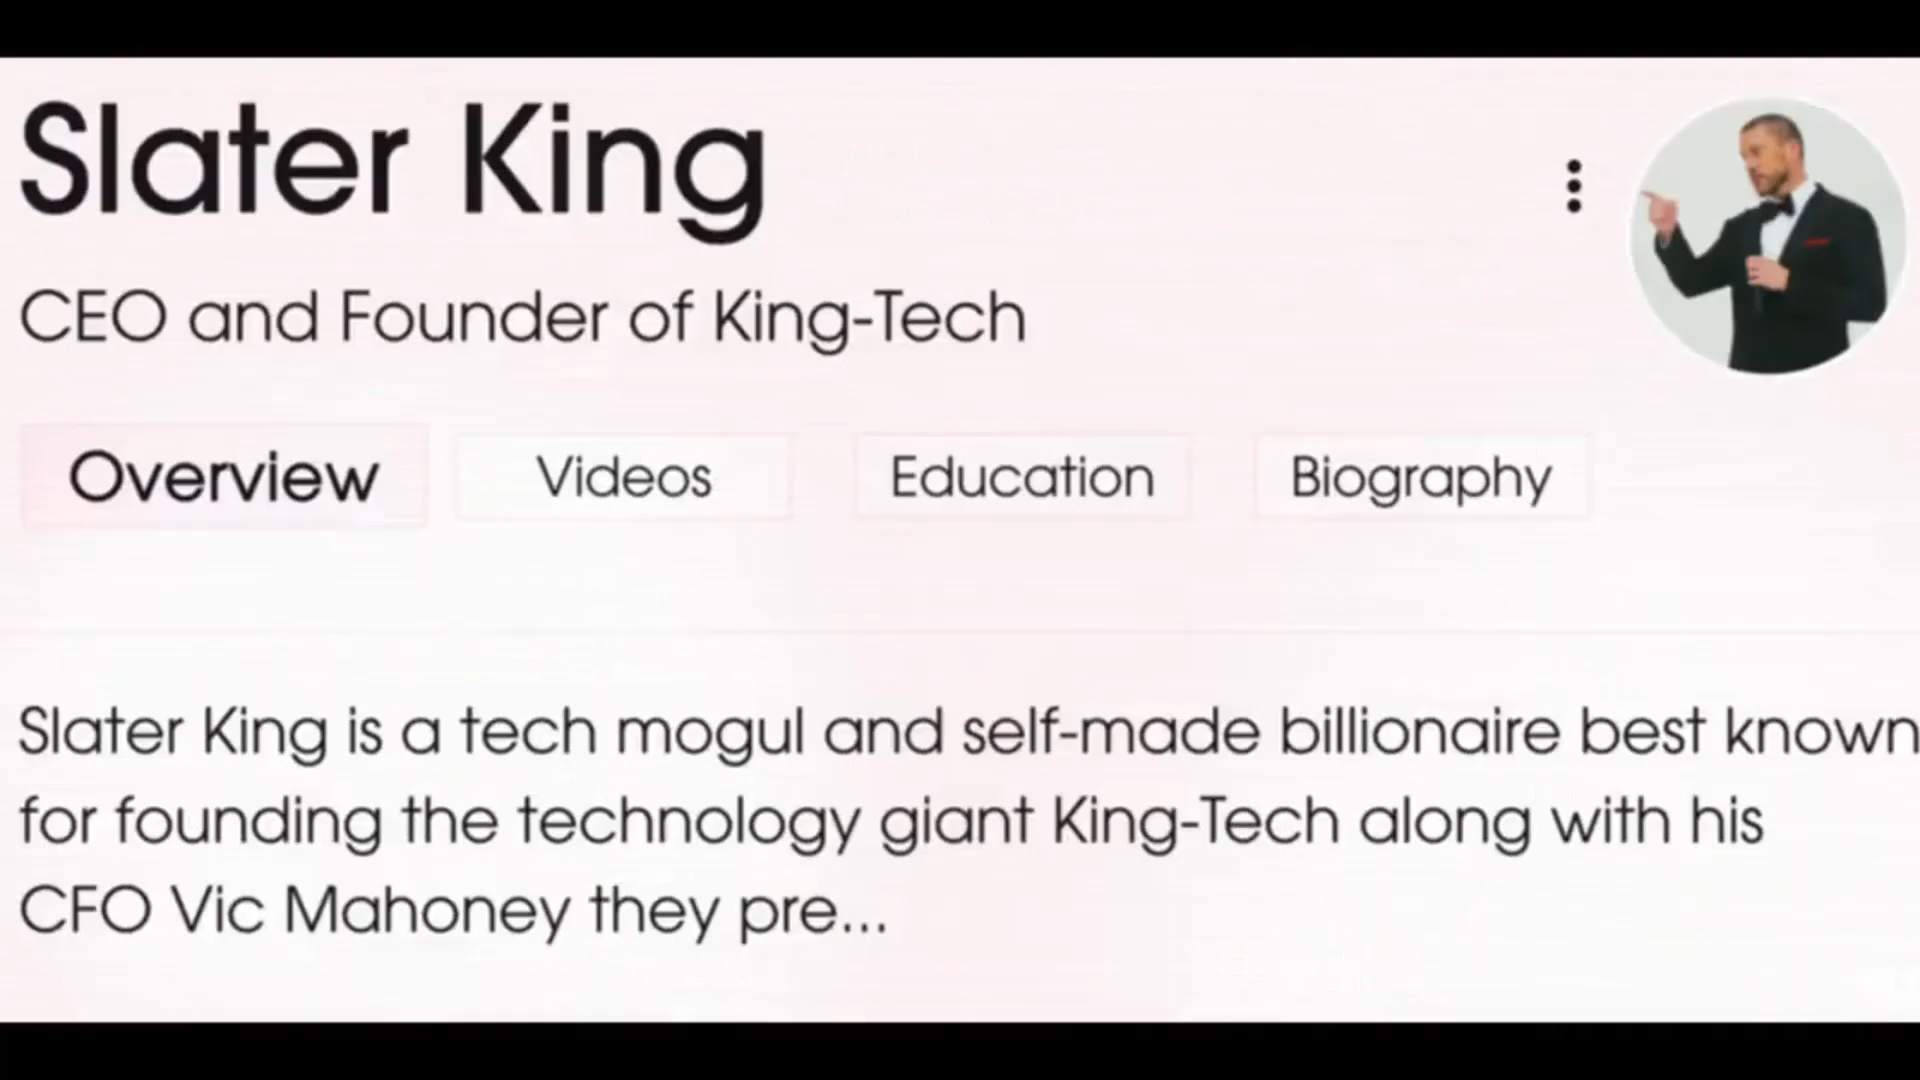 Slater King
CEO and Founder of King-Tech
Overview
Videos
Education
Biography
Slater King is a tech mogul and self-made billionaire best known
for founding the technology giant King-Tech along with his
CFO Vic Mahoney they pre...